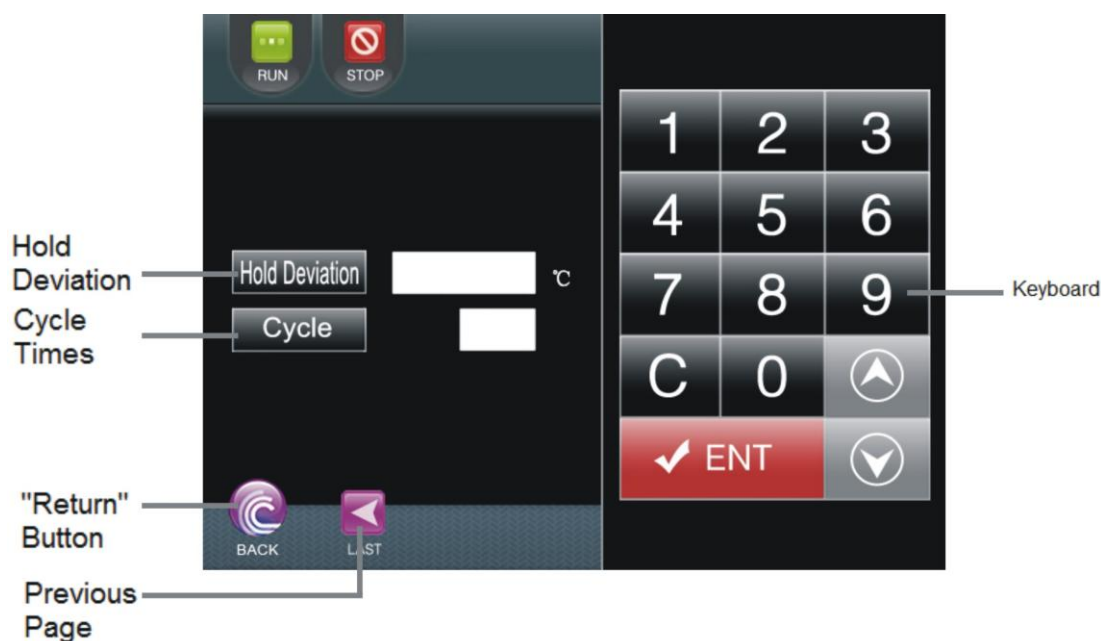 RUN
STOP
1 2 3
4 5 6
7 8 9
C 0
ENT
Hold
Deviation
Hold Deviation
℃
Cycle
Times
Cycle
Keyboard
"Return"
Button
BACK
LAST
Previous
Page